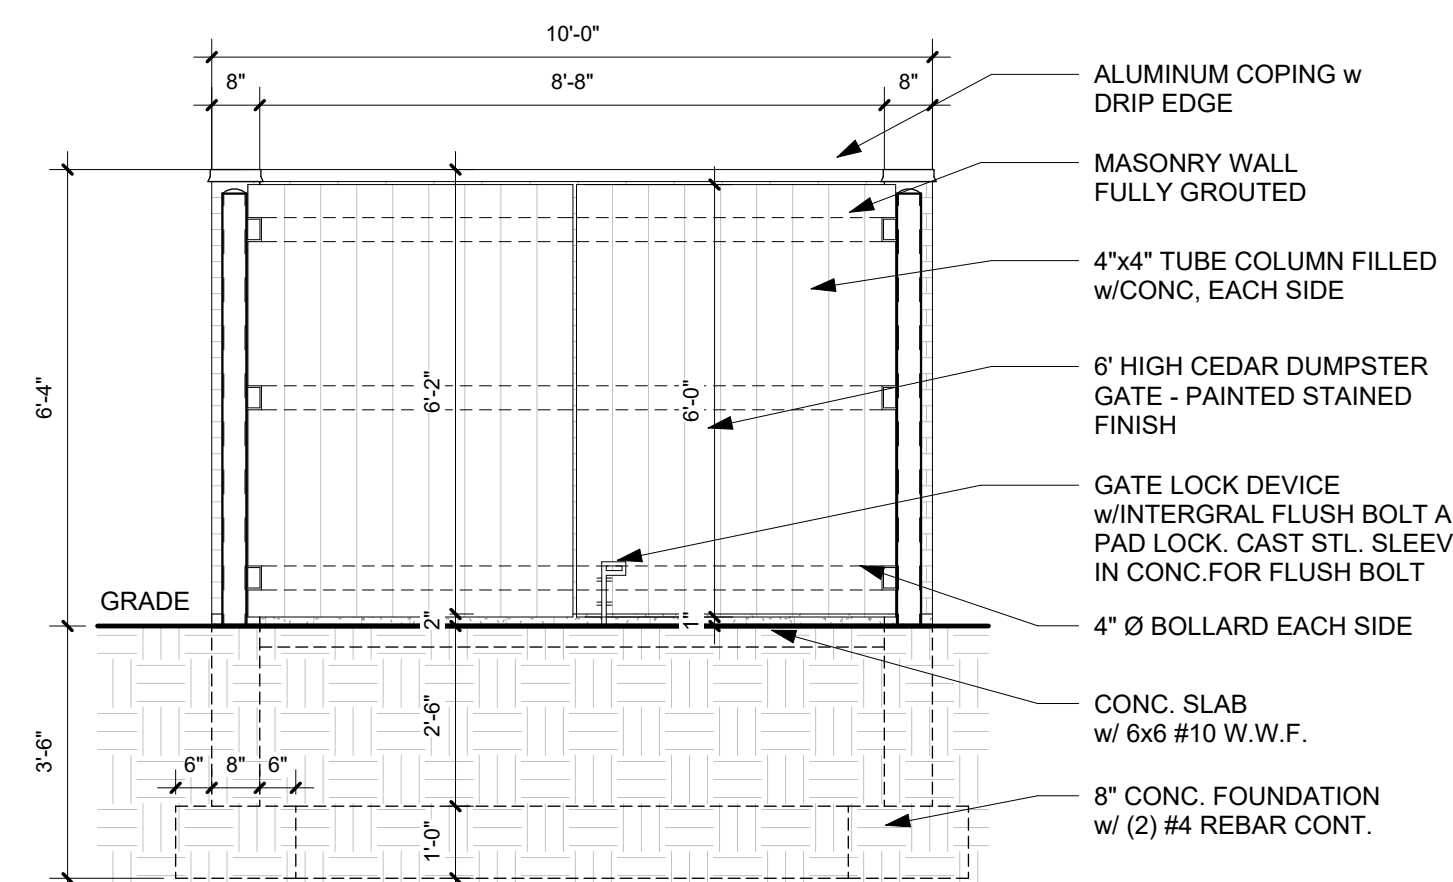 10'-0"
8"
8'-8"
8"
ALUMINUM COPING w
DRIP EDGE
MASONRY WALL
FULLY GROUTED
4"x4" TUBE COLUMN FILLED
w/CONC, EACH SIDE
6'-4"
6'-2"
6'-0"
6' HIGH CEDAR DUMPSTER
GATE - PAINTED STAINED
FINISH
GATE LOCK DEVICE
w/INTERGRAL FLUSH BOLT A
PAD LOCK. CAST STL. SLEEV
IN CONC.FOR FLUSH BOLT
GRADE
2"
1"
4" Ø BOLLARD EACH SIDE
CONC. SLAB
w/ 6x6 #10 W.W.F.
3'-6"
2'-6"
6"
8"
6"
8" CONC. FOUNDATION
w/ (2) #4 REBAR CONT.
1'-0"